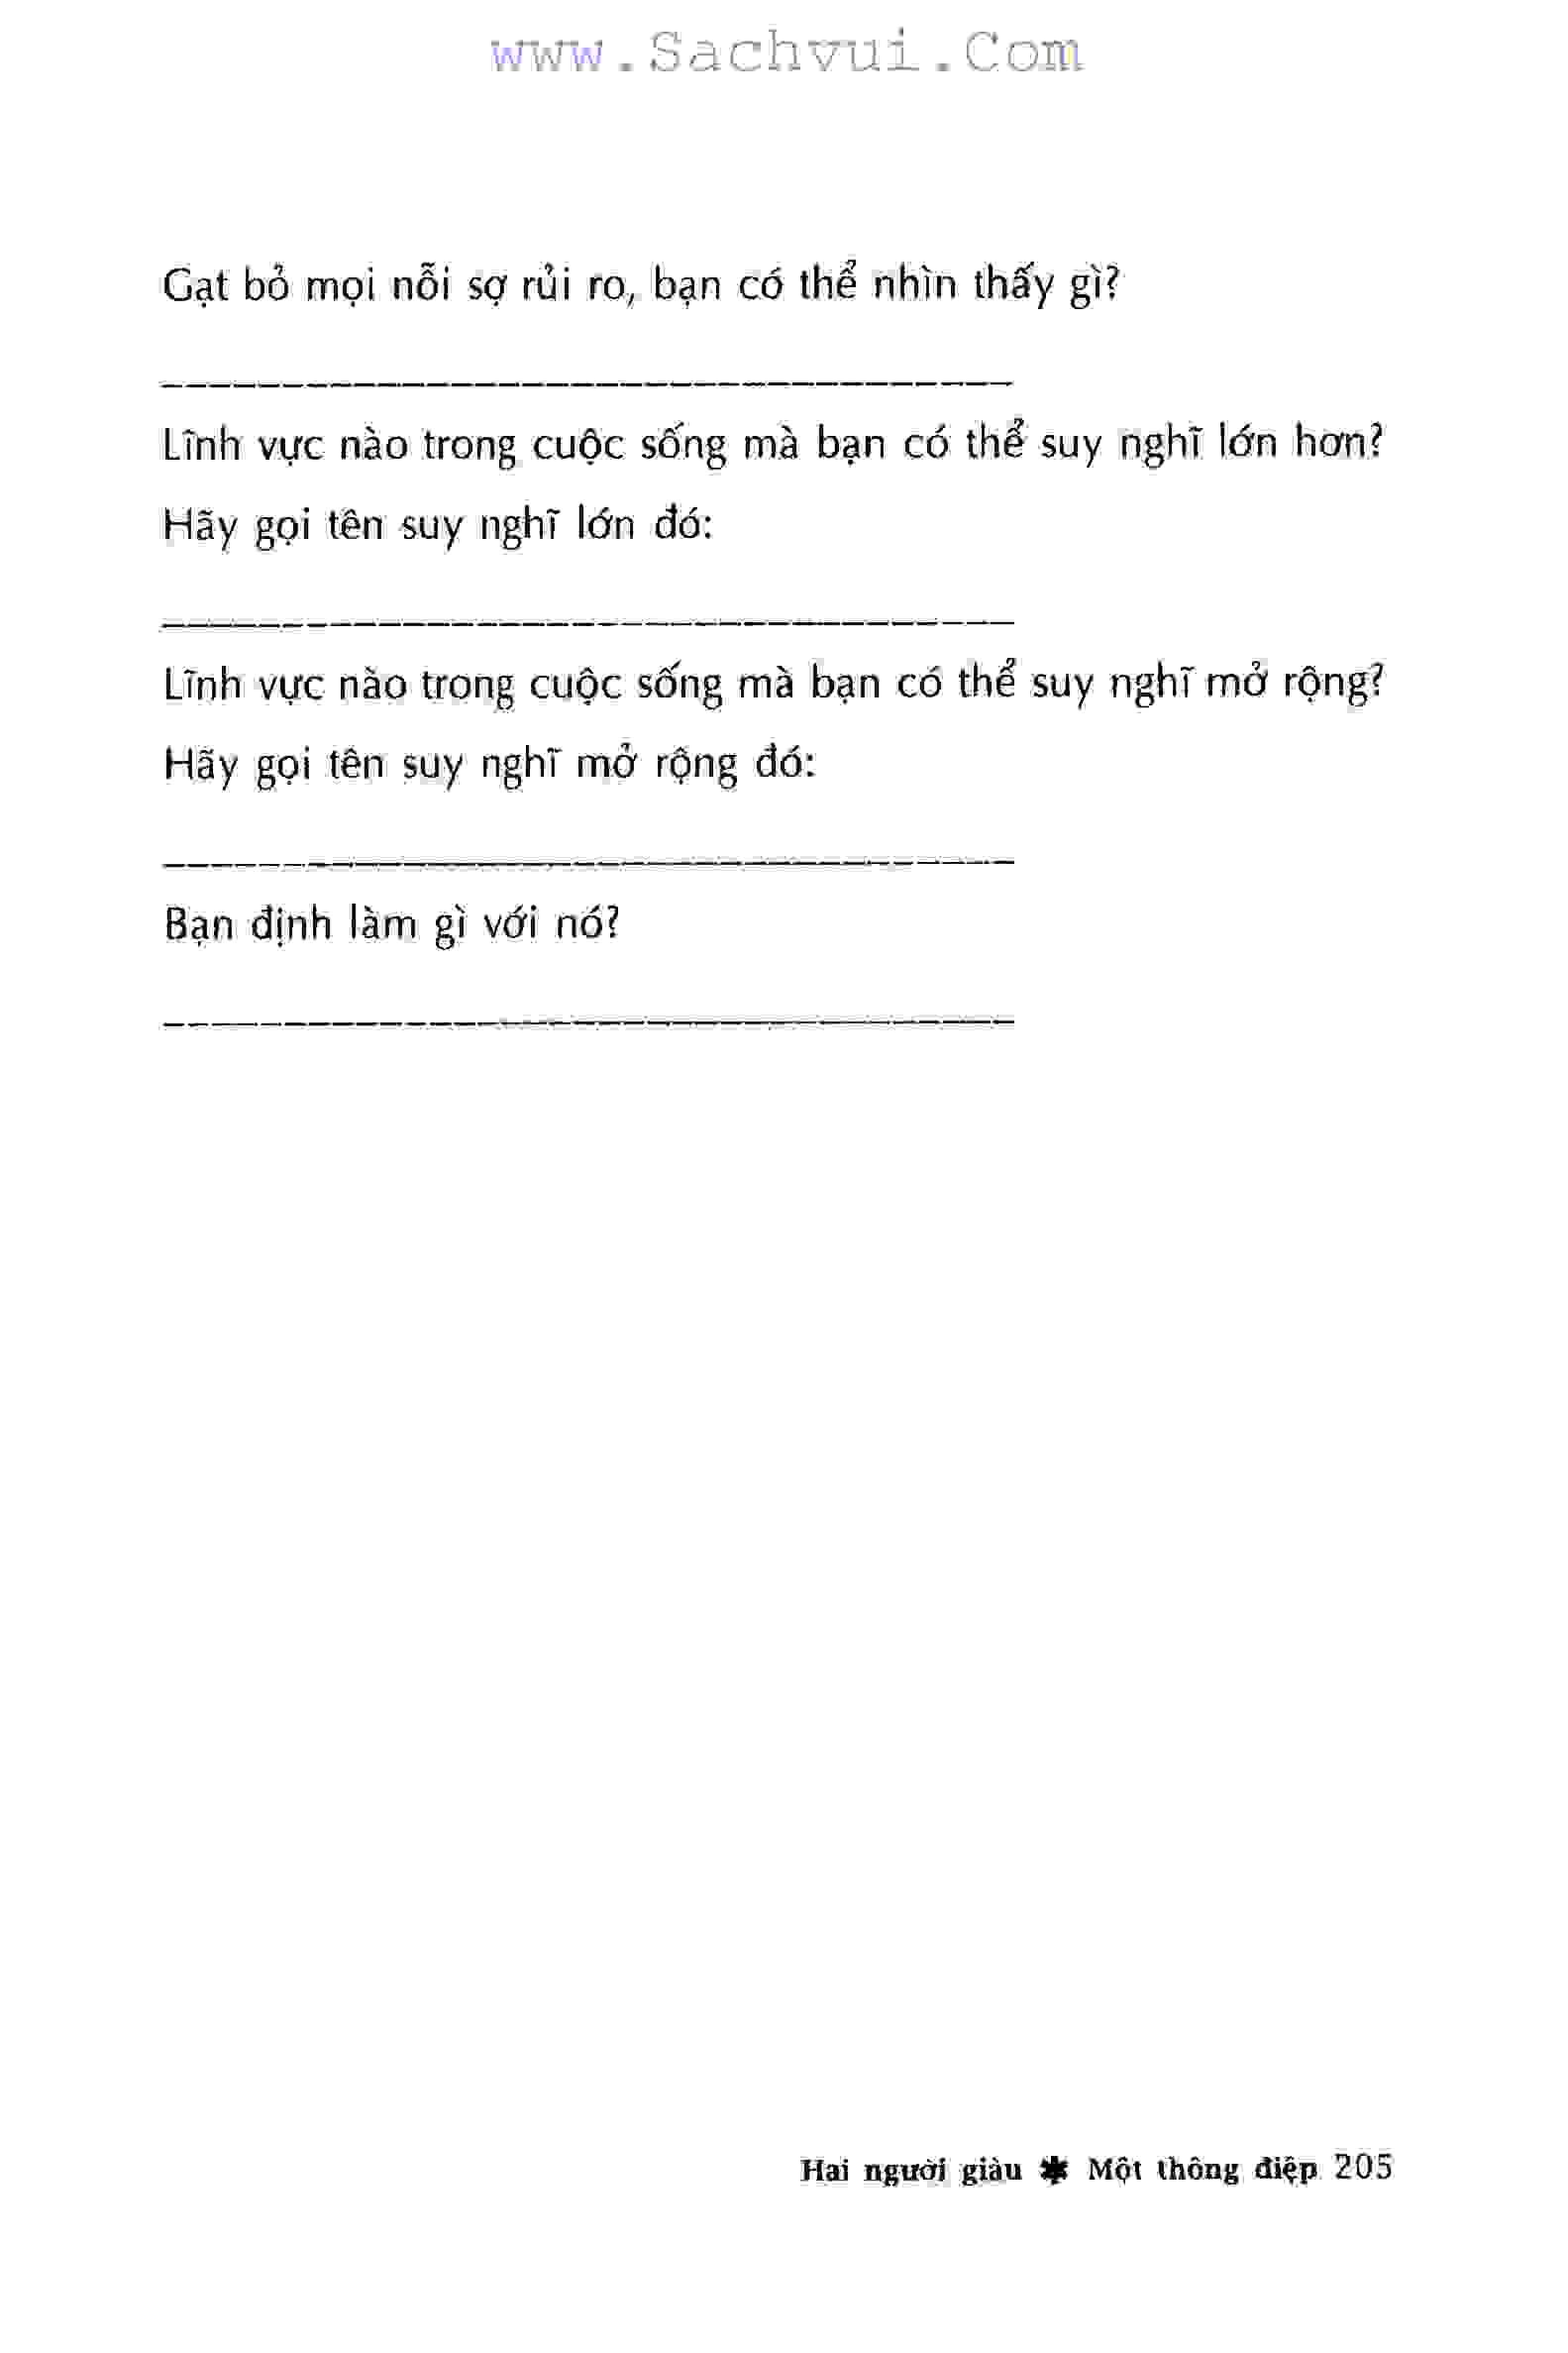 www.Sachvui.Com
Gạt bỏ mọi nỗi sợ rủi ro, bạn có thể nhìn thấy gì?
Lĩnh vực nào trong cuộc sống mà bạn có thể suy nghĩ lớn hơn?
Hãy gọi tên suy nghĩ lớn đó:
Lĩnh vực nào trong cuộc sống mà bạn có thể suy nghĩ mở rộng?
Hãy gọi tên suy nghĩ mở rộng đó:
Bạn định làm gì với nó?
Hai người giàu ✱ Một thông điệp 205